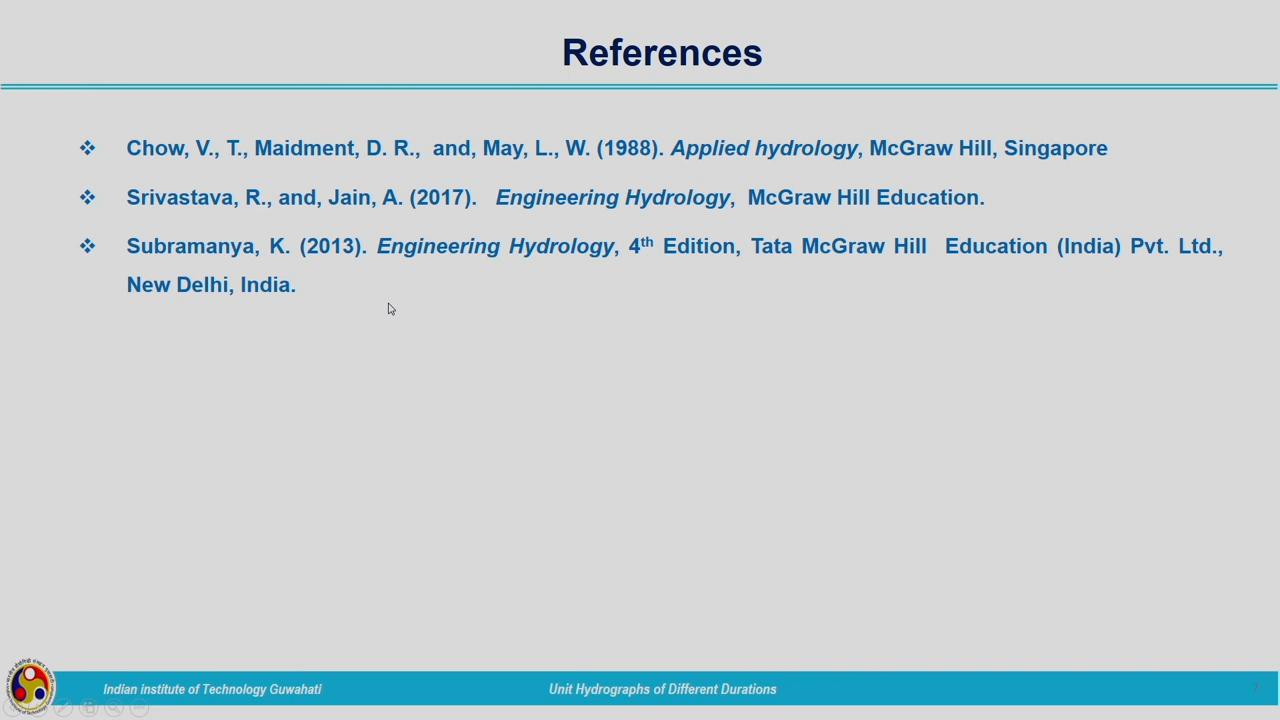 References
❖ Chow, V., T., Maidment, D. R., and, May, L., W. (1988). Applied hydrology, McGraw Hill, Singapore
❖ Srivastava, R., and, Jain, A. (2017). Engineering Hydrology, McGraw Hill Education.
❖ Subramanya, K. (2013). Engineering Hydrology, 4th Edition, Tata McGraw Hill Education (India) Pvt. Ltd.,
New Delhi, India.
Indian institute of Technology Guwahati
Unit Hydrographs of Different Durations
7